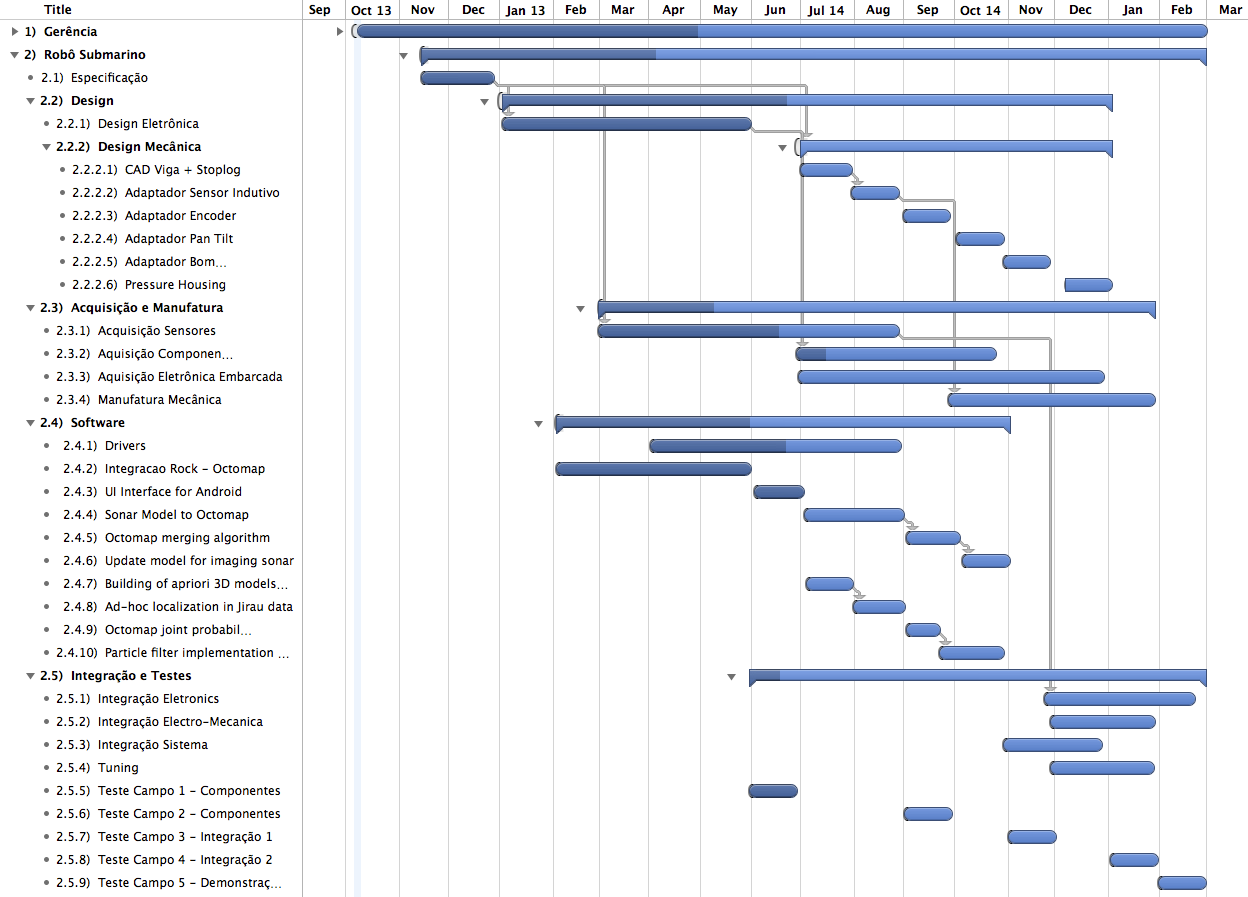 Title Sep Oct 13 Nov Dec Jan 13 Feb Mar Apr May Jun Jul 14 Aug Sep Oct 14 Nov Dec Jan Feb Mar
1) Gerência
2) Robô Submarino
2.1) Especificação
2.2) Design
2.2.1) Design Eletrônica
2.2.2) Design Mecânica
2.2.2.1) CAD Viga + Stoplog
2.2.2.2) Adaptador Sensor Indutivo
2.2.2.3) Adaptador Encoder
2.2.2.4) Adaptador Pan Tilt
2.2.2.5) Adaptador Bom...
2.2.2.6) Pressure Housing
2.3) Acquisição e Manufatura
2.3.1) Acquisição Sensores
2.3.2) Aquisição Componen...
2.3.3) Aquisição Eletrônica Embarcada
2.3.4) Manufatura Mecânica
2.4) Software
2.4.1) Drivers
2.4.2) Integracao Rock - Octomap
2.4.3) UI Interface for Android
2.4.4) Sonar Model to Octomap
2.4.5) Octomap merging algorithm
2.4.6) Update model for imaging sonar
2.4.7) Building of apriori 3D models...
2.4.8) Ad-hoc localization in Jirau data
2.4.9) Octomap joint probabil...
2.4.10) Particle filter implementation ...
2.5) Integração e Testes
2.5.1) Integração Eletronics
2.5.2) Integração Electro-Mecanica
2.5.3) Integração Sistema
2.5.4) Tuning
2.5.5) Teste Campo 1 - Componentes
2.5.6) Teste Campo 2 - Componentes
2.5.7) Teste Campo 3 - Integração 1
2.5.8) Teste Campo 4 - Integração 2
2.5.9) Teste Campo 5 - Demonstraç...